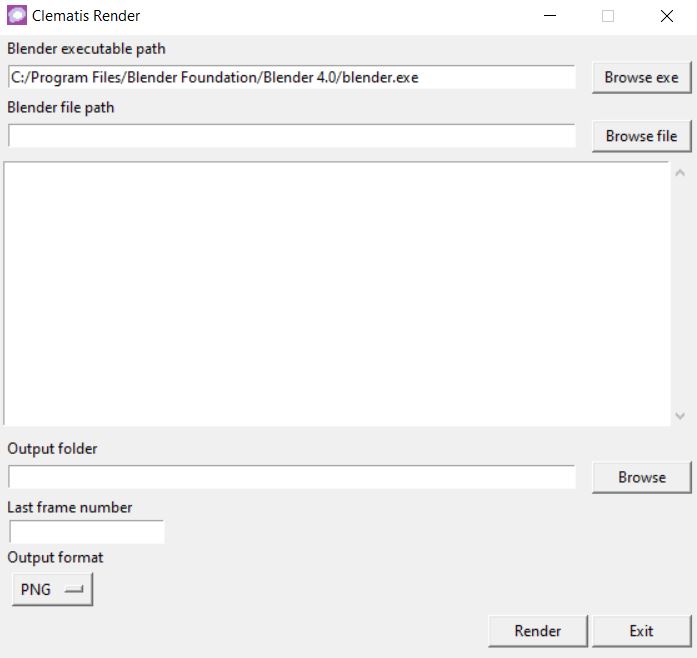 Clematis Render
Blender executable path
C:/Program Files/Blender Foundation/Blender 4.0/blender.exe
Browse exe
Blender file path
Browse file
Output folder
Browse
Last frame number
Output format
PNG
Render
Exit